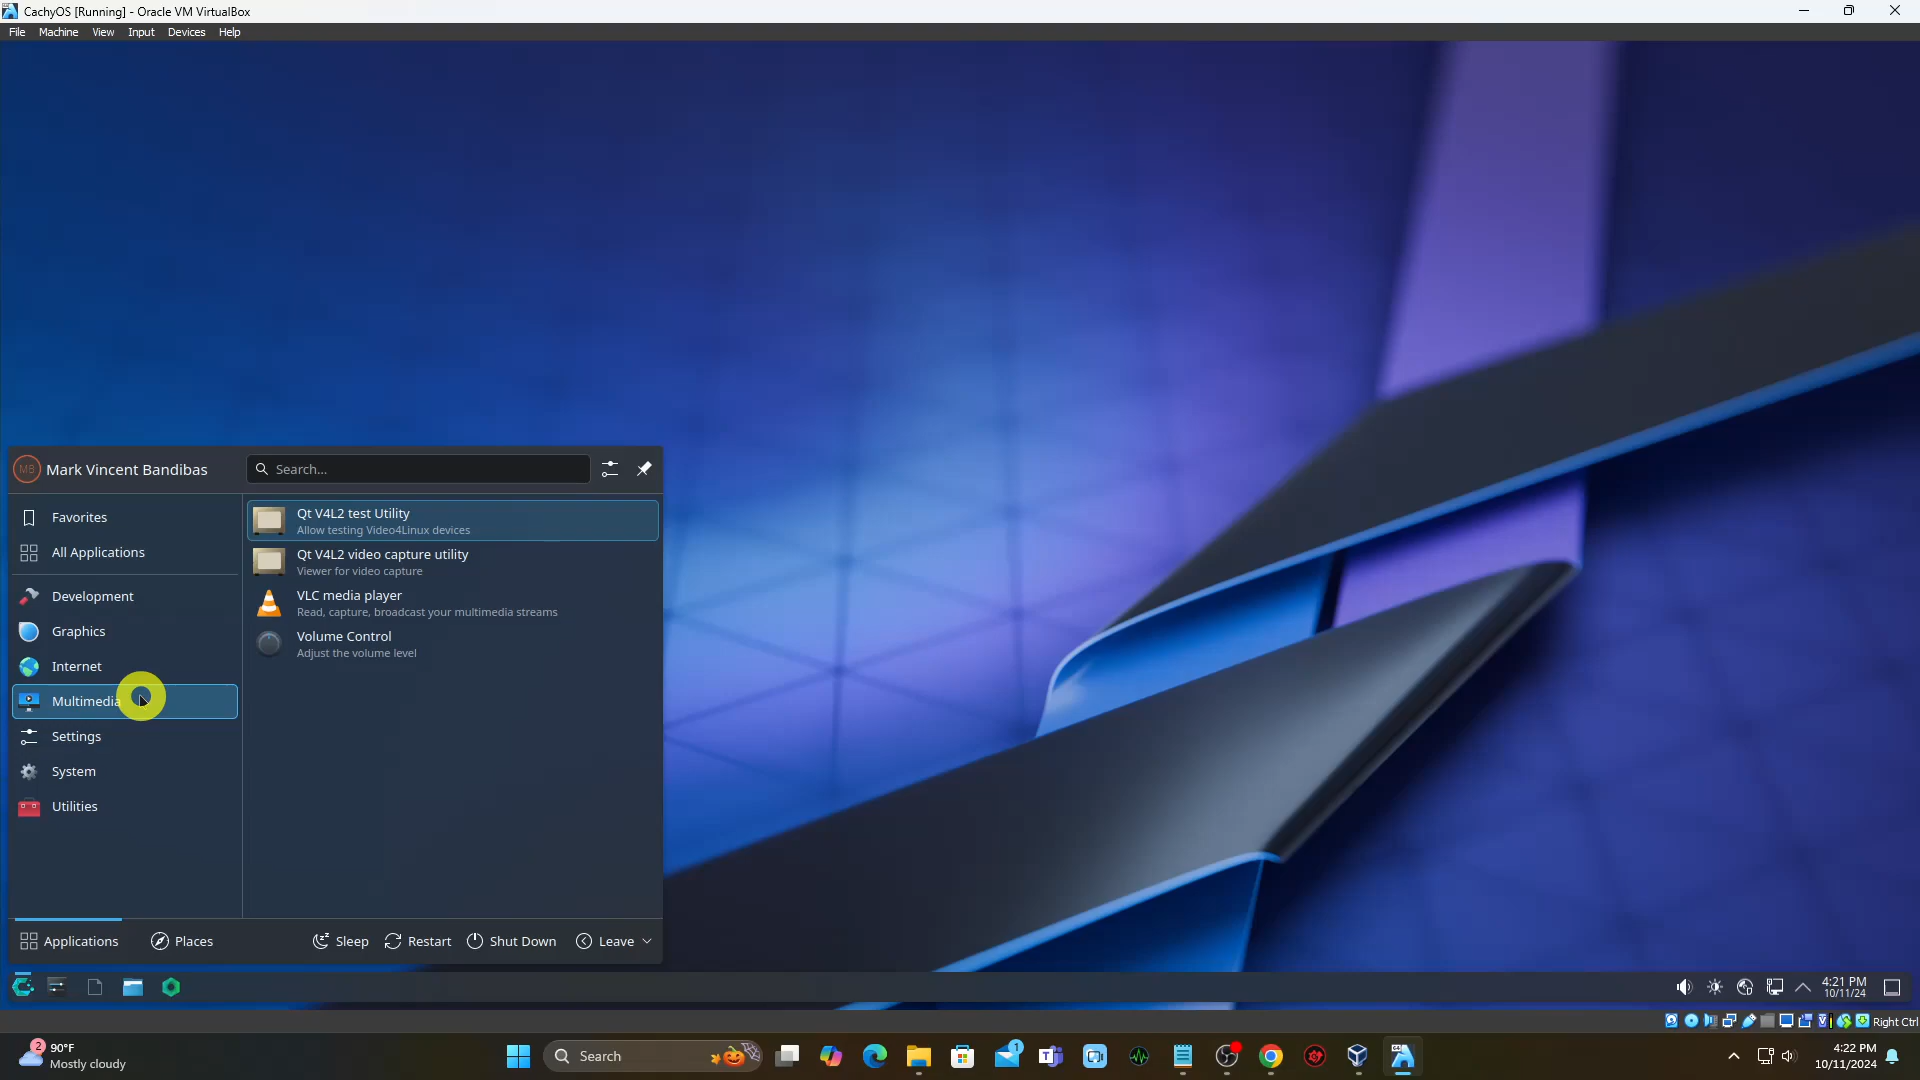 CachyOS [Running] - Oracle VM VirtualBox
File Machine View Input Devices Help
MB Mark Vincent Bandibas
Search...
Favorites
All Applications
Development
Graphics
Internet
Multimedia
Settings
System
Utilities
Qt V4L2 test Utility
Allow testing Video4Linux devices
Qt V4L2 video capture utility
Viewer for video capture
VLC media player
Read, capture, broadcast your multimedia streams
Volume Control
Adjust the volume level
Applications Places Sleep Restart Shut Down Leave
4:21 PM
10/11/24
Right Ctrl
2
90°F
Mostly cloudy
Search
1
4:22 PM
10/11/2024